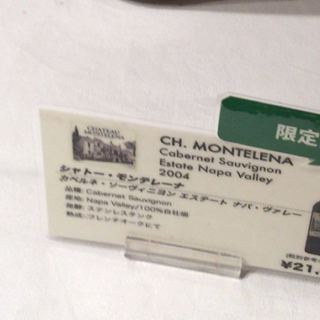 限定
CHATEAU
MONTELENA
CH. MONTELENA
Cabernet Sauvignon
Estate Napa Valley
2004
シャトー・モンテレーナ
カベルネ・ソーヴィニヨン エステート ナパ・ヴァレー
品種: Cabernet Sauvignon
産地: Napa Valley/100%自社畑
発酵: ステンレスタンク
熟成: フレンチオークにて
¥21,